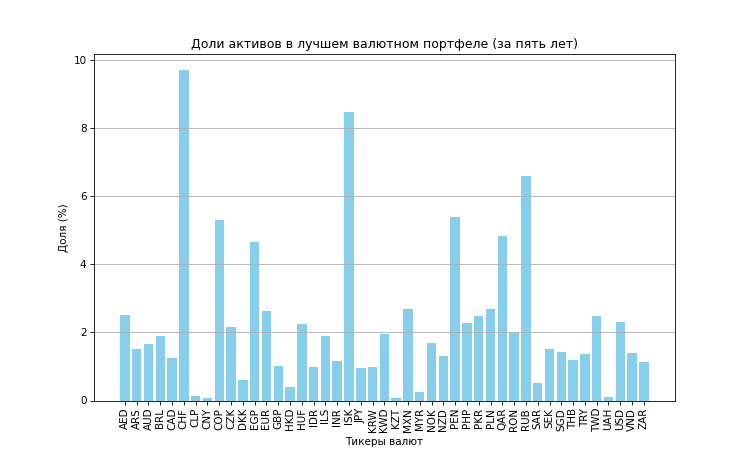 Доли активов в лучшем валютном портфеле (за пять лет)
10
8
6
4
2
0
Доля (%)
AED ARS AUD BRL CAD CHF CLP CNY COP CZK DKK EGP EUR GBP HKD HUF IDR ILS INR ISK JPY KRW KWD KZT MXN MYR NOK NZD PEN PHP PKR PLN QAR RON RUB SAR SEK SGD THB TRY TWD UAH USD VND ZAR
Тикеры валют